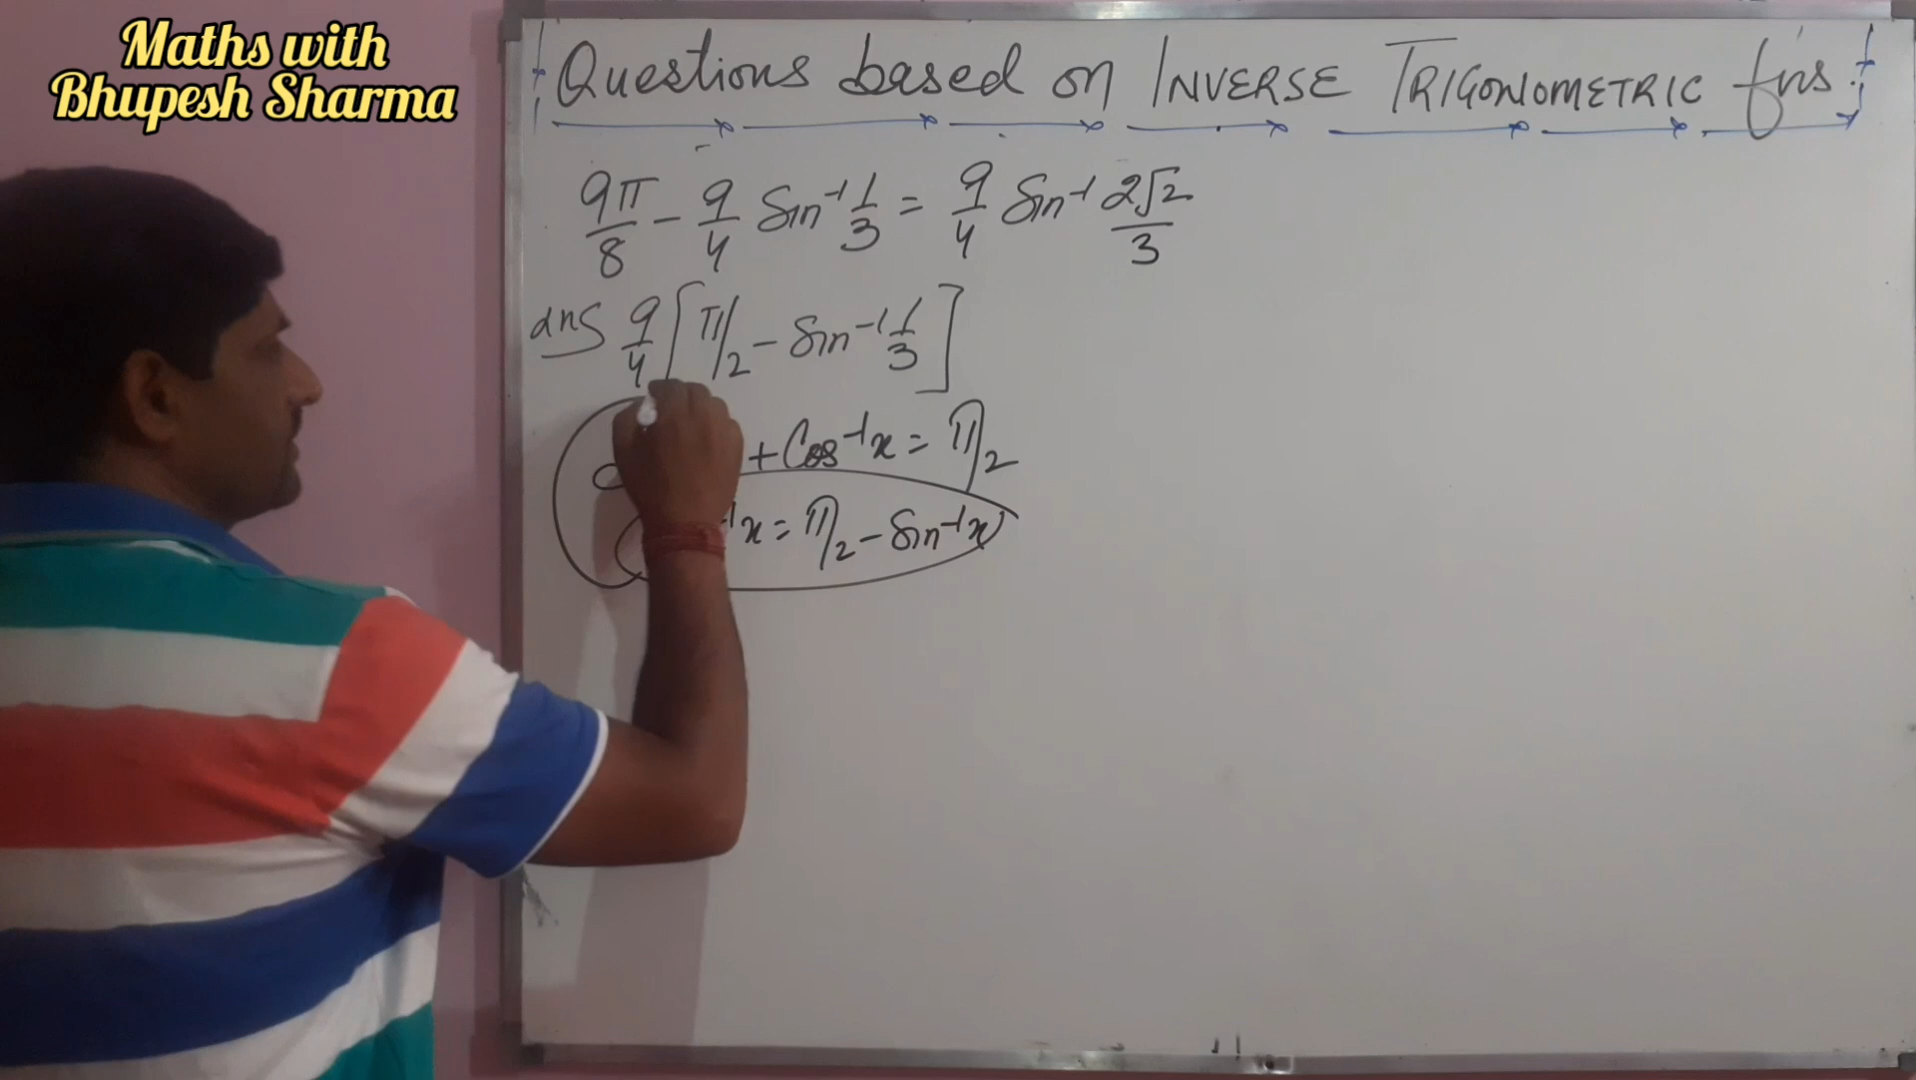 Maths with
Bhupesh Sharma
Questions based on INVERSE TRIGONOMETRIC fns.
9π/8 - 9/4 Sin⁻¹ 1/3 = 9/4 Sin⁻¹ 2√2/3
ans 9/4 [π/2 - Sin⁻¹ 1/3]
+ Cos⁻¹x = π/2
⁻¹x = π/2 - Sin⁻¹x